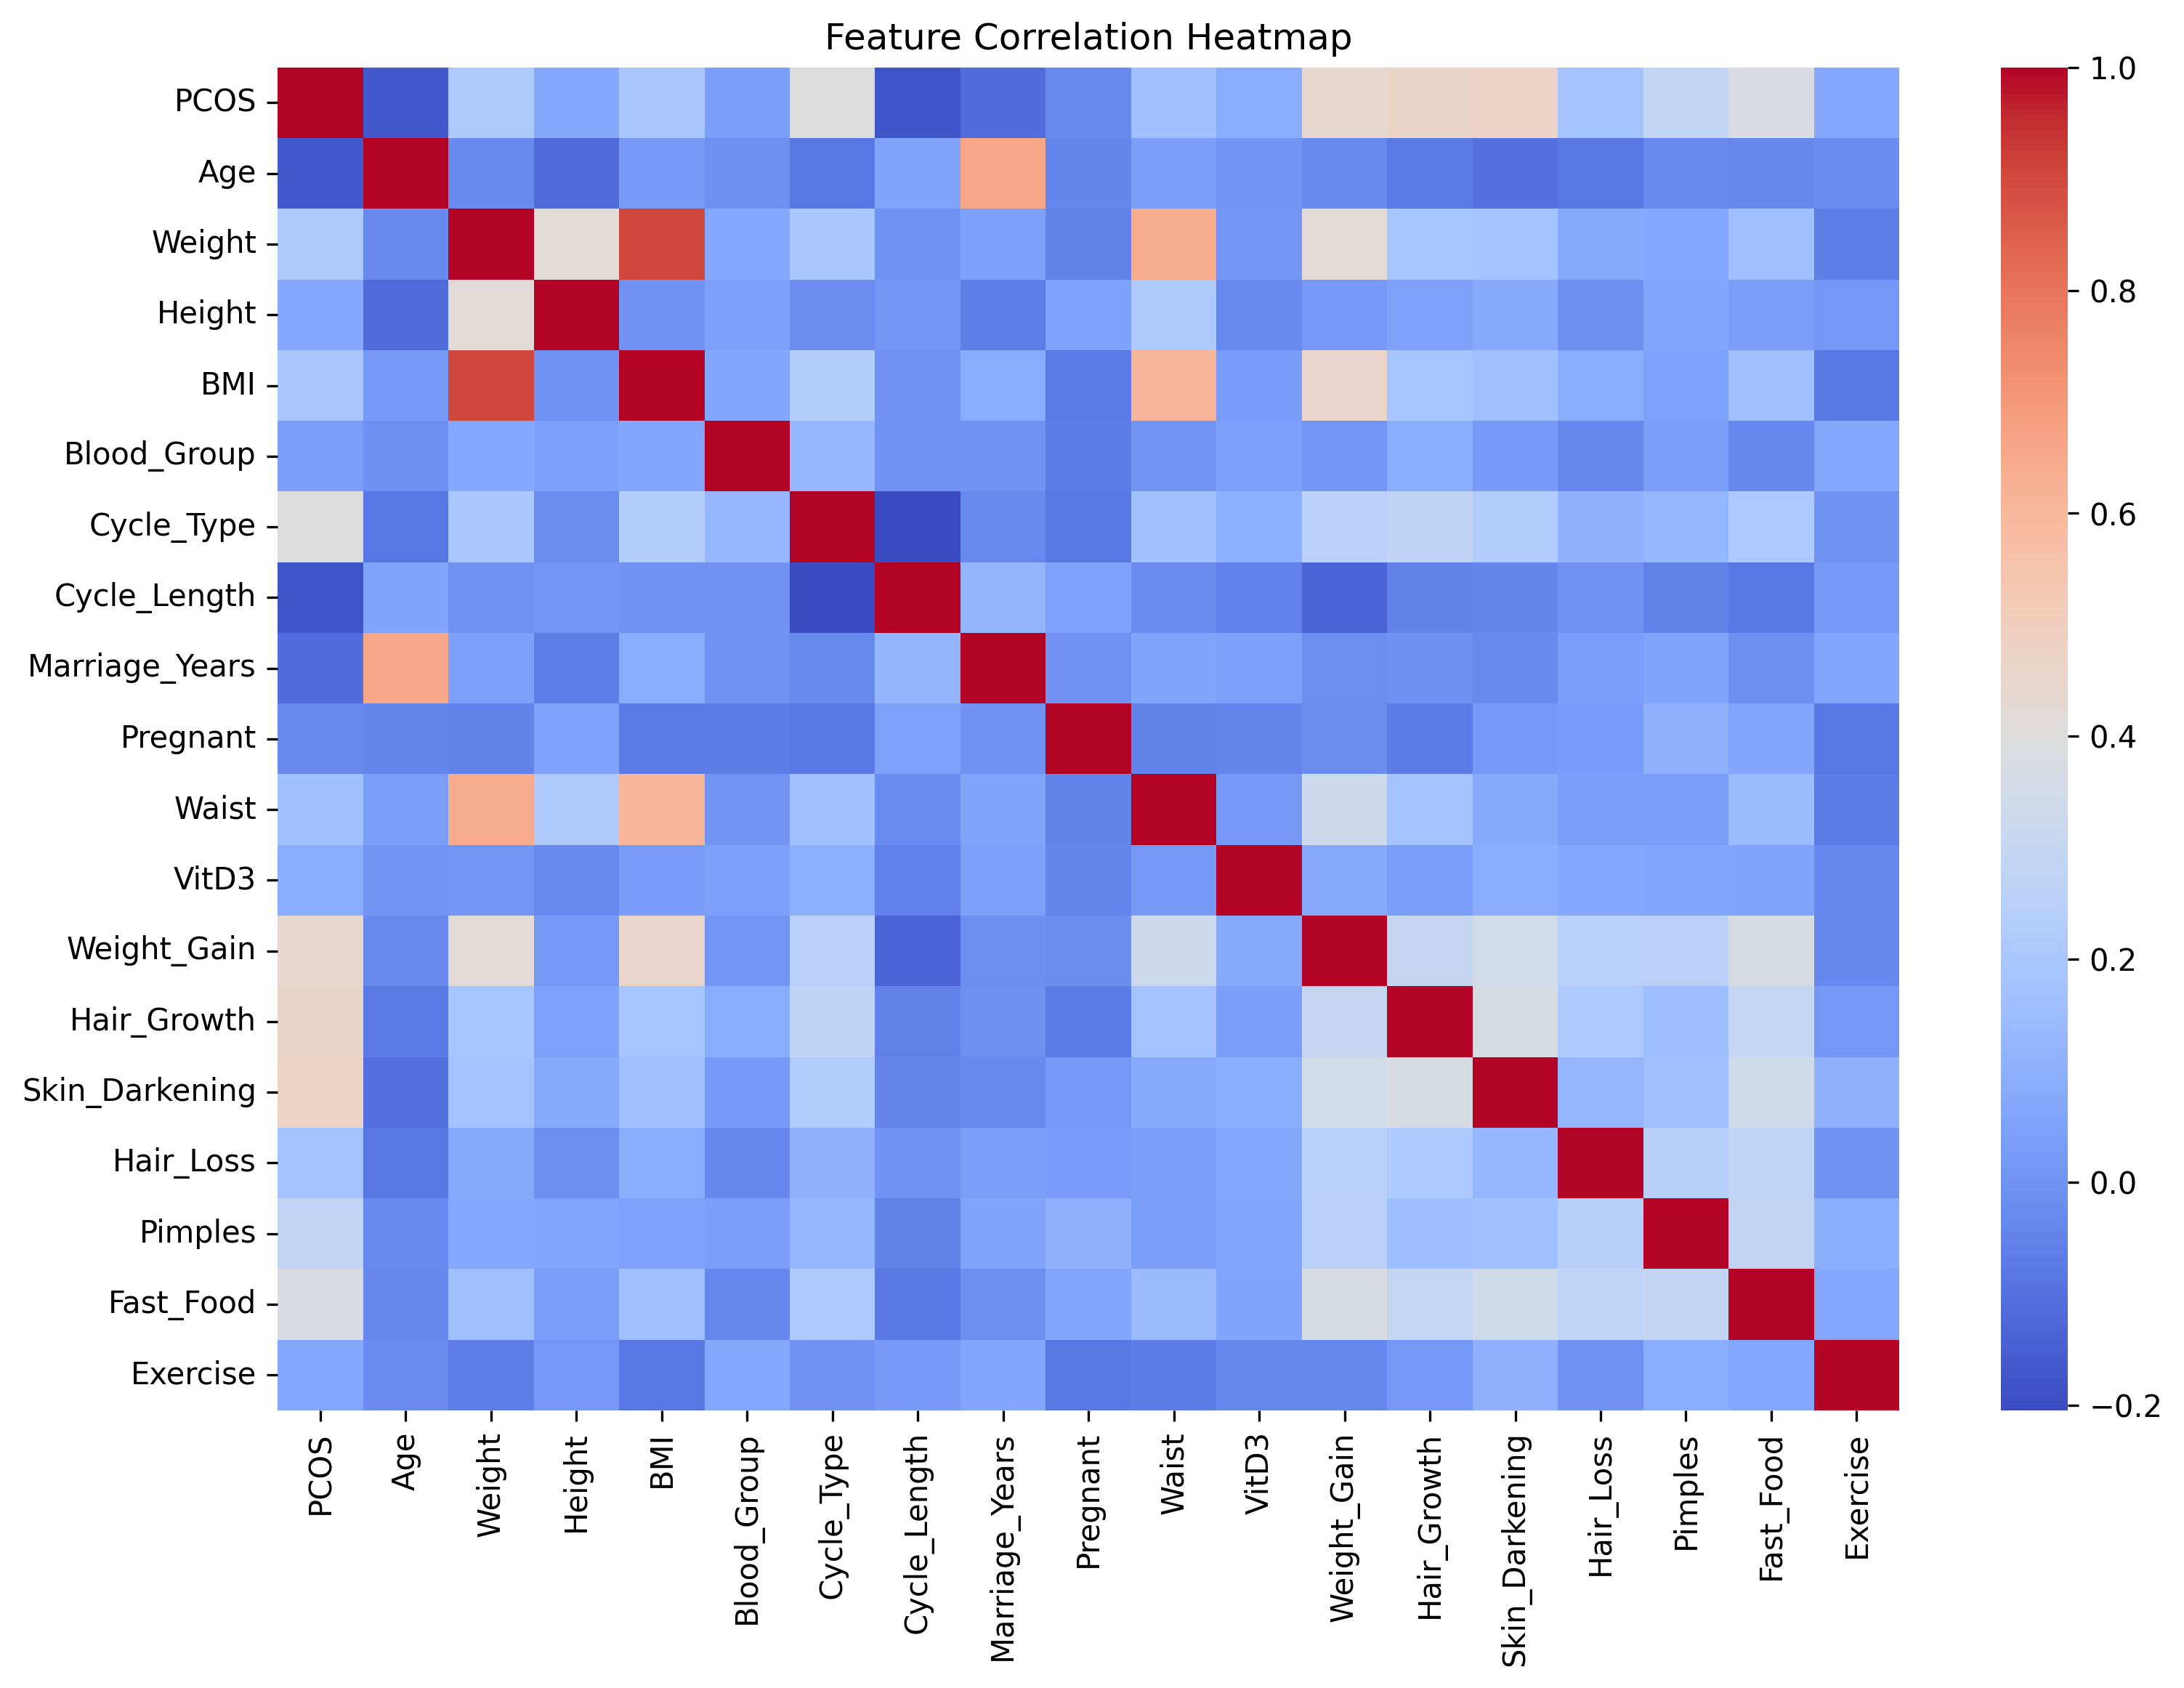 Feature Correlation Heatmap
PCOS
Age
Weight
Height
BMI
Blood_Group
Cycle_Type
Cycle_Length
Marriage_Years
Pregnant
Waist
VitD3
Weight_Gain
Hair_Growth
Skin_Darkening
Hair_Loss
Pimples
Fast_Food
Exercise
PCOS
Age
Weight
Height
BMI
Blood_Group
Cycle_Type
Cycle_Length
Marriage_Years
Pregnant
Waist
VitD3
Weight_Gain
Hair_Growth
Skin_Darkening
Hair_Loss
Pimples
Fast_Food
Exercise
1.0
0.8
0.6
0.4
0.2
0.0
−0.2